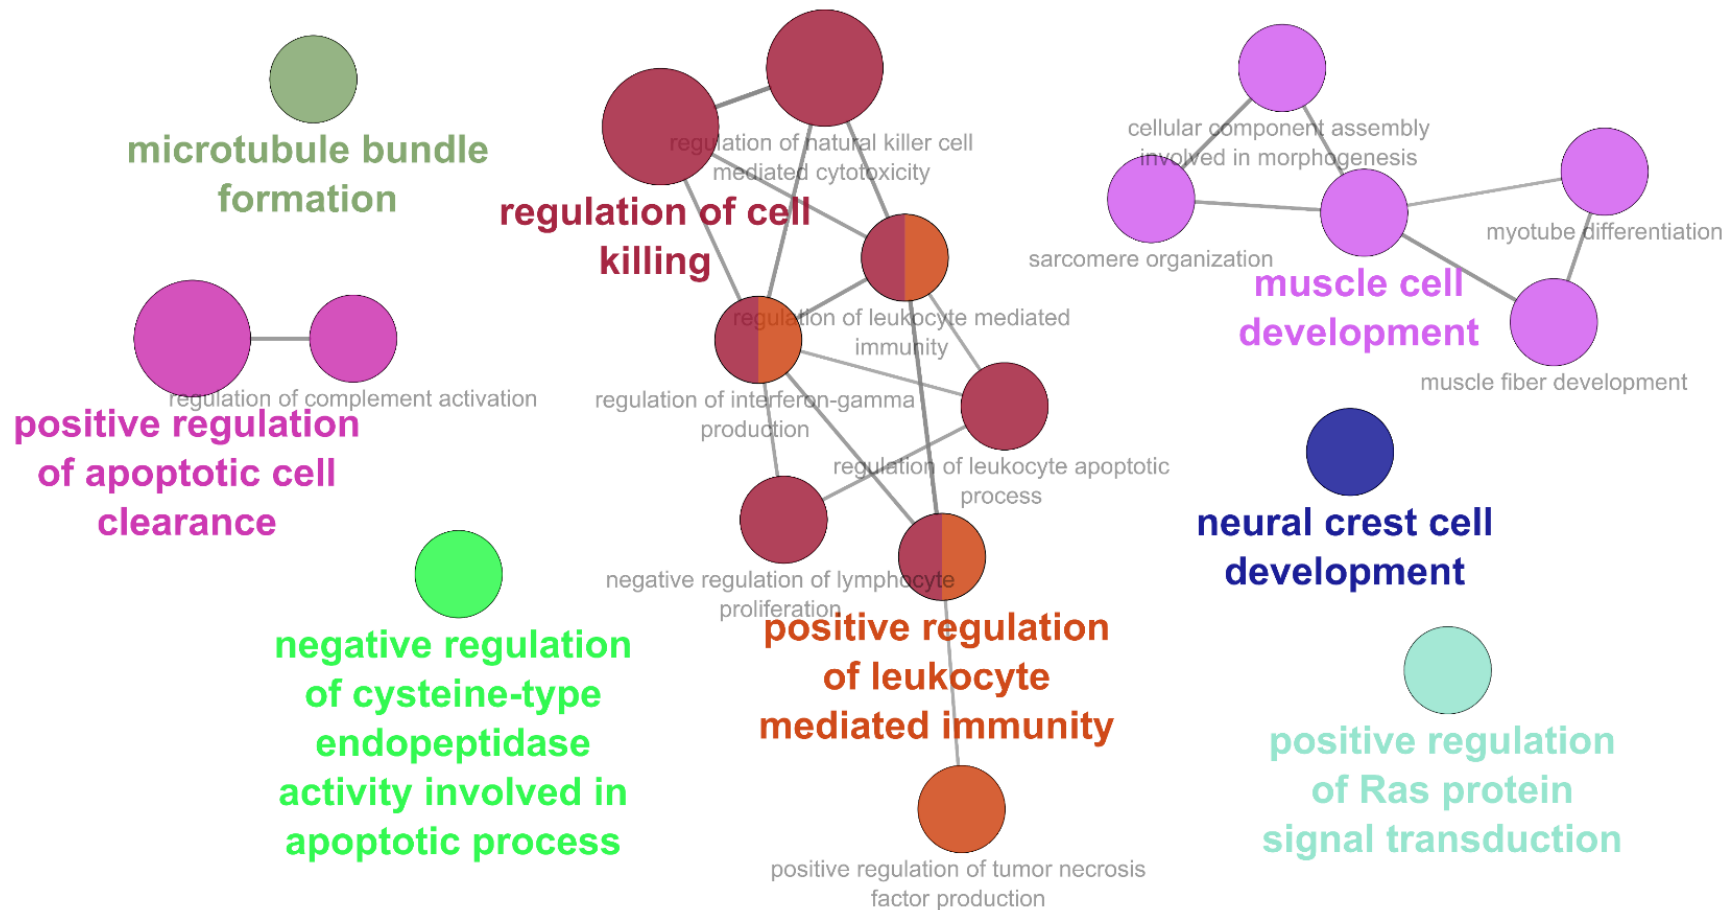 microtubule bundle
formation
regulation of natural killer cell
mediated cytotoxicity
regulation of cell
killing
cellular component assembly
involved in morphogenesis
myotube differentiation
sarcomere organization
muscle cell
development
muscle fiber development
regulation of leukocyte mediated
immunity
regulation of complement activation
positive regulation
of apoptotic cell
clearance
regulation of interferon-gamma
production
regulation of leukocyte apoptotic
process
neural crest cell
development
negative regulation of lymphocyte
proliferation
negative regulation
of cysteine-type
endopeptidase
activity involved in
apoptotic process
positive regulation
of leukocyte
mediated immunity
positive regulation
of Ras protein
signal transduction
positive regulation of tumor necrosis
factor production